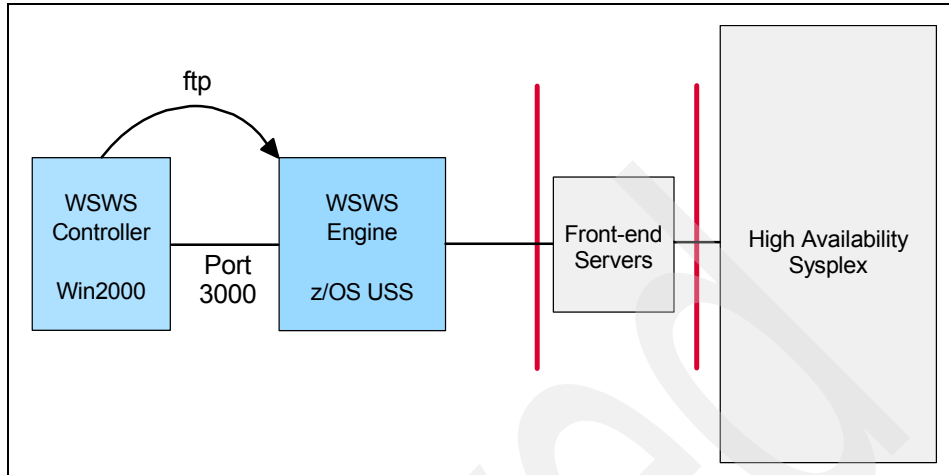 ftp
WSWS
Controller
Win2000
Port
3000
WSWS
Engine
z/OS USS
Front-end
Servers
High Availability
Sysplex